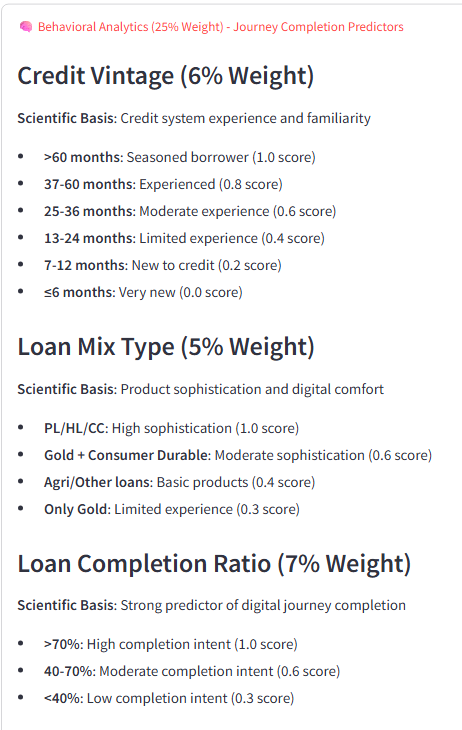 🧠 Behavioral Analytics (25% Weight) - Journey Completion Predictors
Credit Vintage (6% Weight)
Scientific Basis: Credit system experience and familiarity
• >60 months: Seasoned borrower (1.0 score)
• 37-60 months: Experienced (0.8 score)
• 25-36 months: Moderate experience (0.6 score)
• 13-24 months: Limited experience (0.4 score)
• 7-12 months: New to credit (0.2 score)
• ≤6 months: Very new (0.0 score)
Loan Mix Type (5% Weight)
Scientific Basis: Product sophistication and digital comfort
• PL/HL/CC: High sophistication (1.0 score)
• Gold + Consumer Durable: Moderate sophistication (0.6 score)
• Agri/Other loans: Basic products (0.4 score)
• Only Gold: Limited experience (0.3 score)
Loan Completion Ratio (7% Weight)
Scientific Basis: Strong predictor of digital journey completion
• >70%: High completion intent (1.0 score)
• 40-70%: Moderate completion intent (0.6 score)
• <40%: Low completion intent (0.3 score)